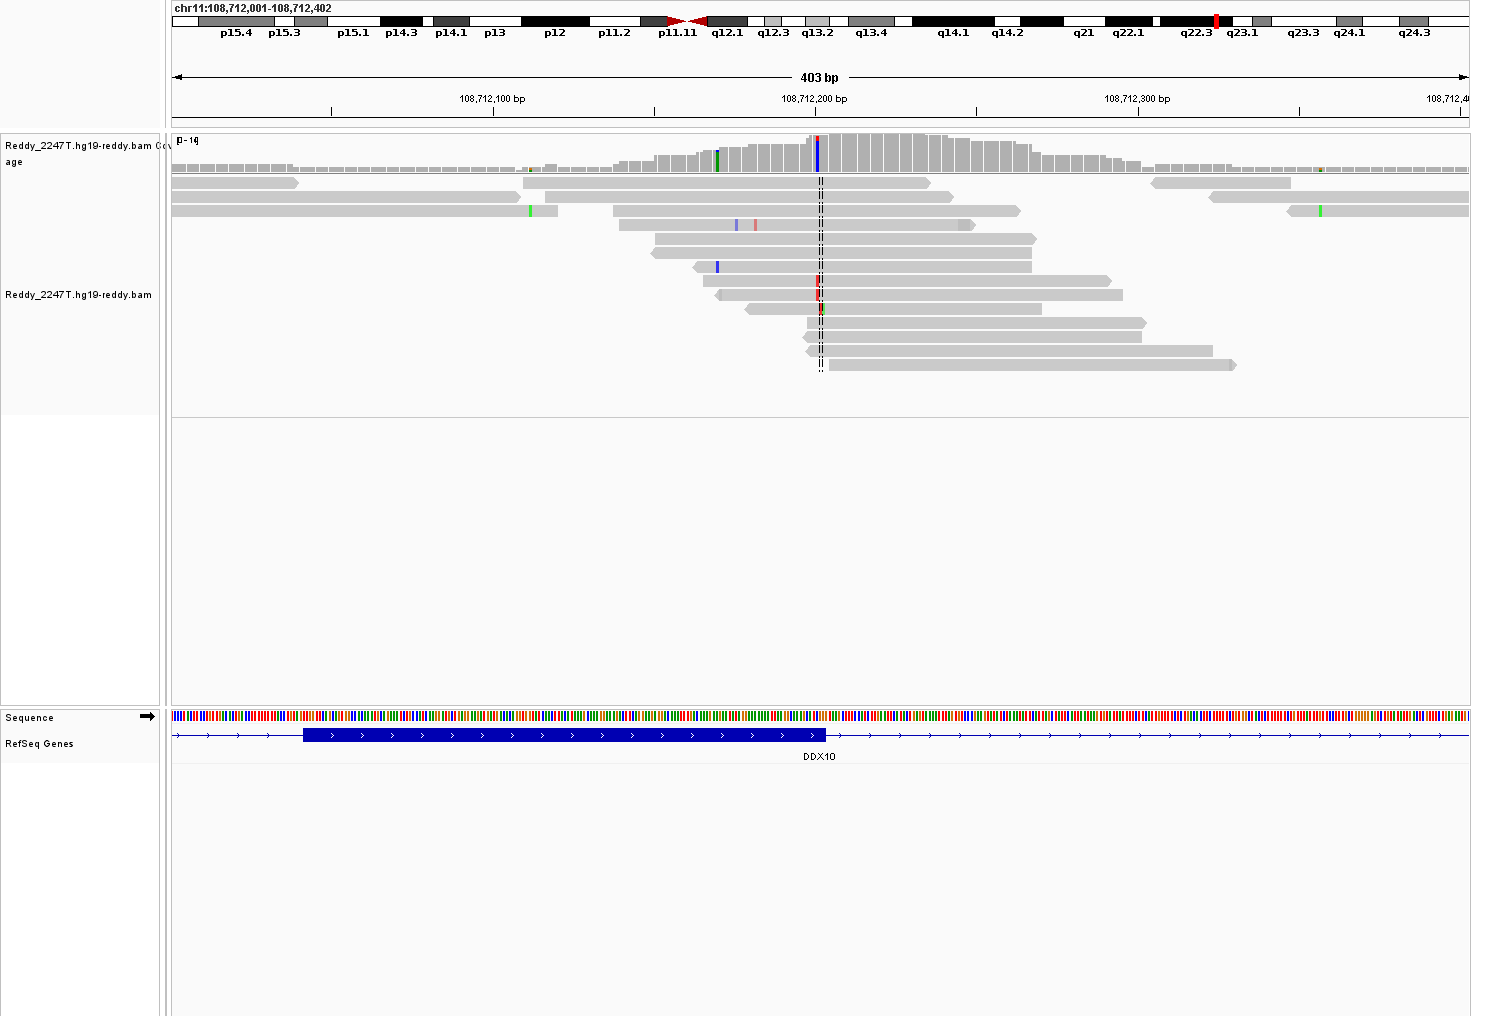 chr11:108,712,001-108,712,402
p15.4 p15.3 p15.1 p14.3 p14.1 p13 p12 p11.2 p11.11 q12.1 q12.3 q13.2 q13.4 q14.1 q14.2 q21 q22.1 q22.3 q23.1 q23.3 q24.1 q24.3
403 bp
108,712,100 bp 108,712,200 bp 108,712,300 bp 108,712,4
Reddy_2247T.hg19-reddy.bam Cov
age
Reddy_2247T.hg19-reddy.bam
Sequence
RefSeq Genes
DDX10